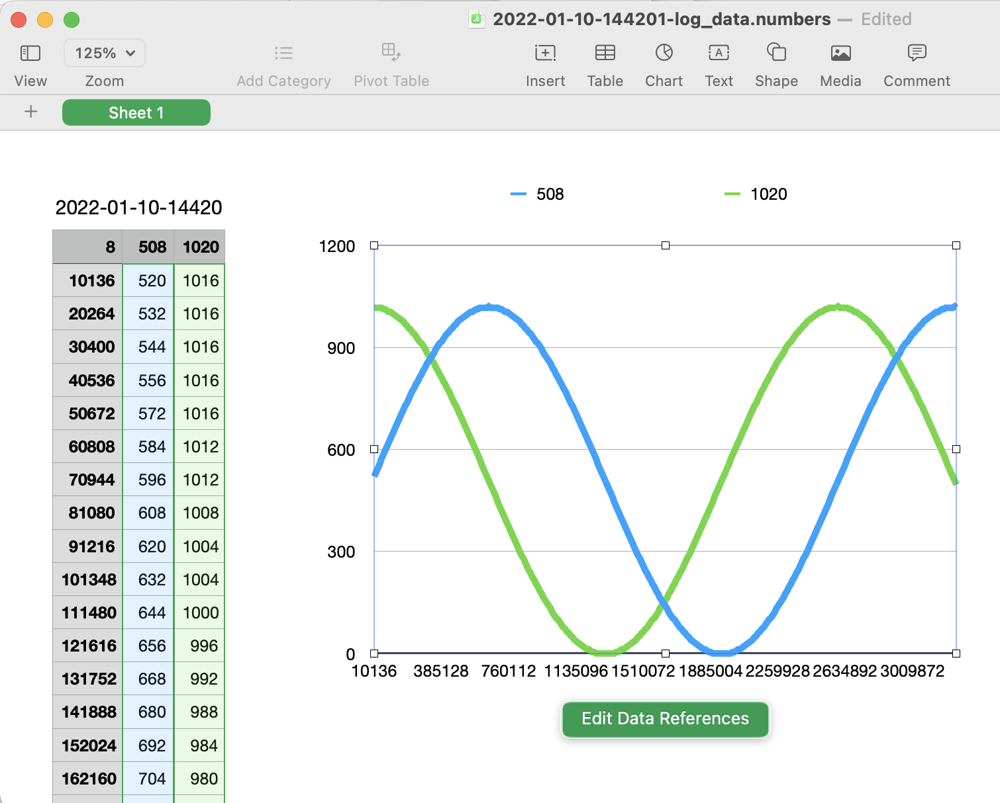 2022-01-10-144201-log_data.numbers — Edited
125%
View Zoom Add Category Pivot Table Insert Table Chart Text Shape Media Comment
+ Sheet 1
2022-01-10-14420
8 508 1020
10136 520 1016
20264 532 1016
30400 544 1016
40536 556 1016
50672 572 1016
60808 584 1012
70944 596 1012
81080 608 1008
91216 620 1004
101348 632 1004
111480 644 1000
121616 656 996
131752 668 992
141888 680 988
152024 692 984
162160 704 980
508 1020
1200
900
600
300
0
10136 385128 760112 1135096 1510072 1885004 2259928 2634892 3009872
Edit Data References